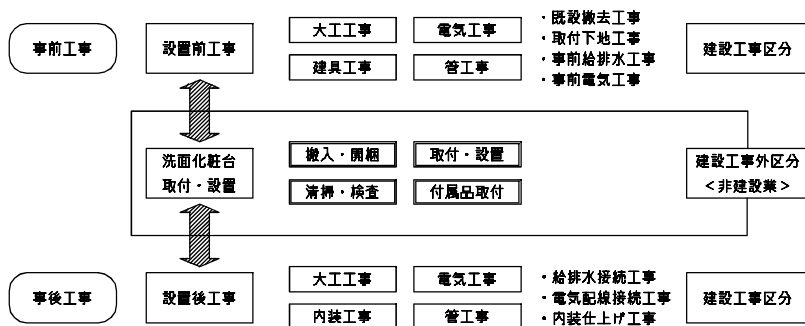 事前工事
設置前工事
大工工事
電気工事
建具工事
管工事
・既設撤去工事
・取付下地工事
・事前給排水工事
・事前電気工事
建設工事区分
洗面化粧台
取付・設置
搬入・開梱
取付・設置
清掃・検査
付属品取付
建設工事外区分
＜非建設業＞
事後工事
設置後工事
大工工事
電気工事
内装工事
管工事
・給排水接続工事
・電気配線接続工事
・内装仕上げ工事
建設工事区分